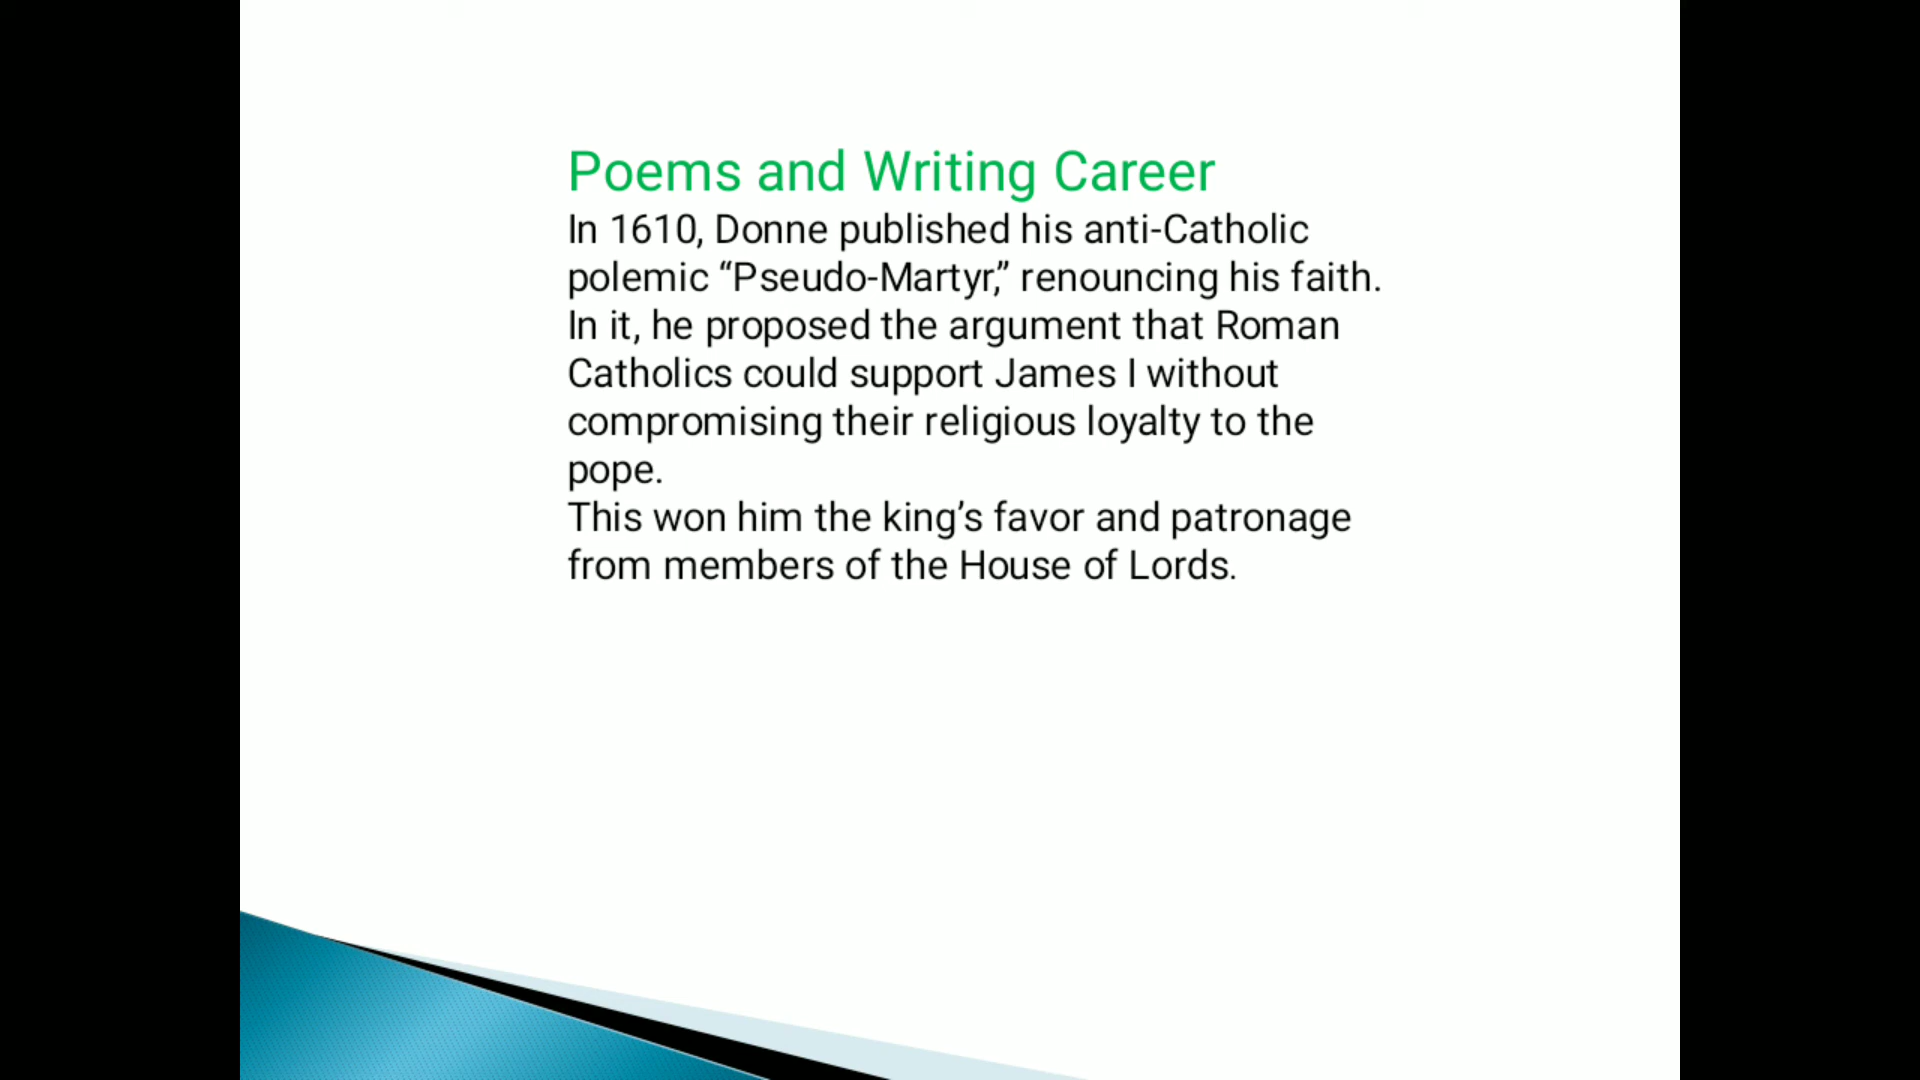 Poems and Writing Career
In 1610, Donne published his anti-Catholic
polemic “Pseudo-Martyr,” renouncing his faith.
In it, he proposed the argument that Roman
Catholics could support James I without
compromising their religious loyalty to the
pope.
This won him the king’s favor and patronage
from members of the House of Lords.